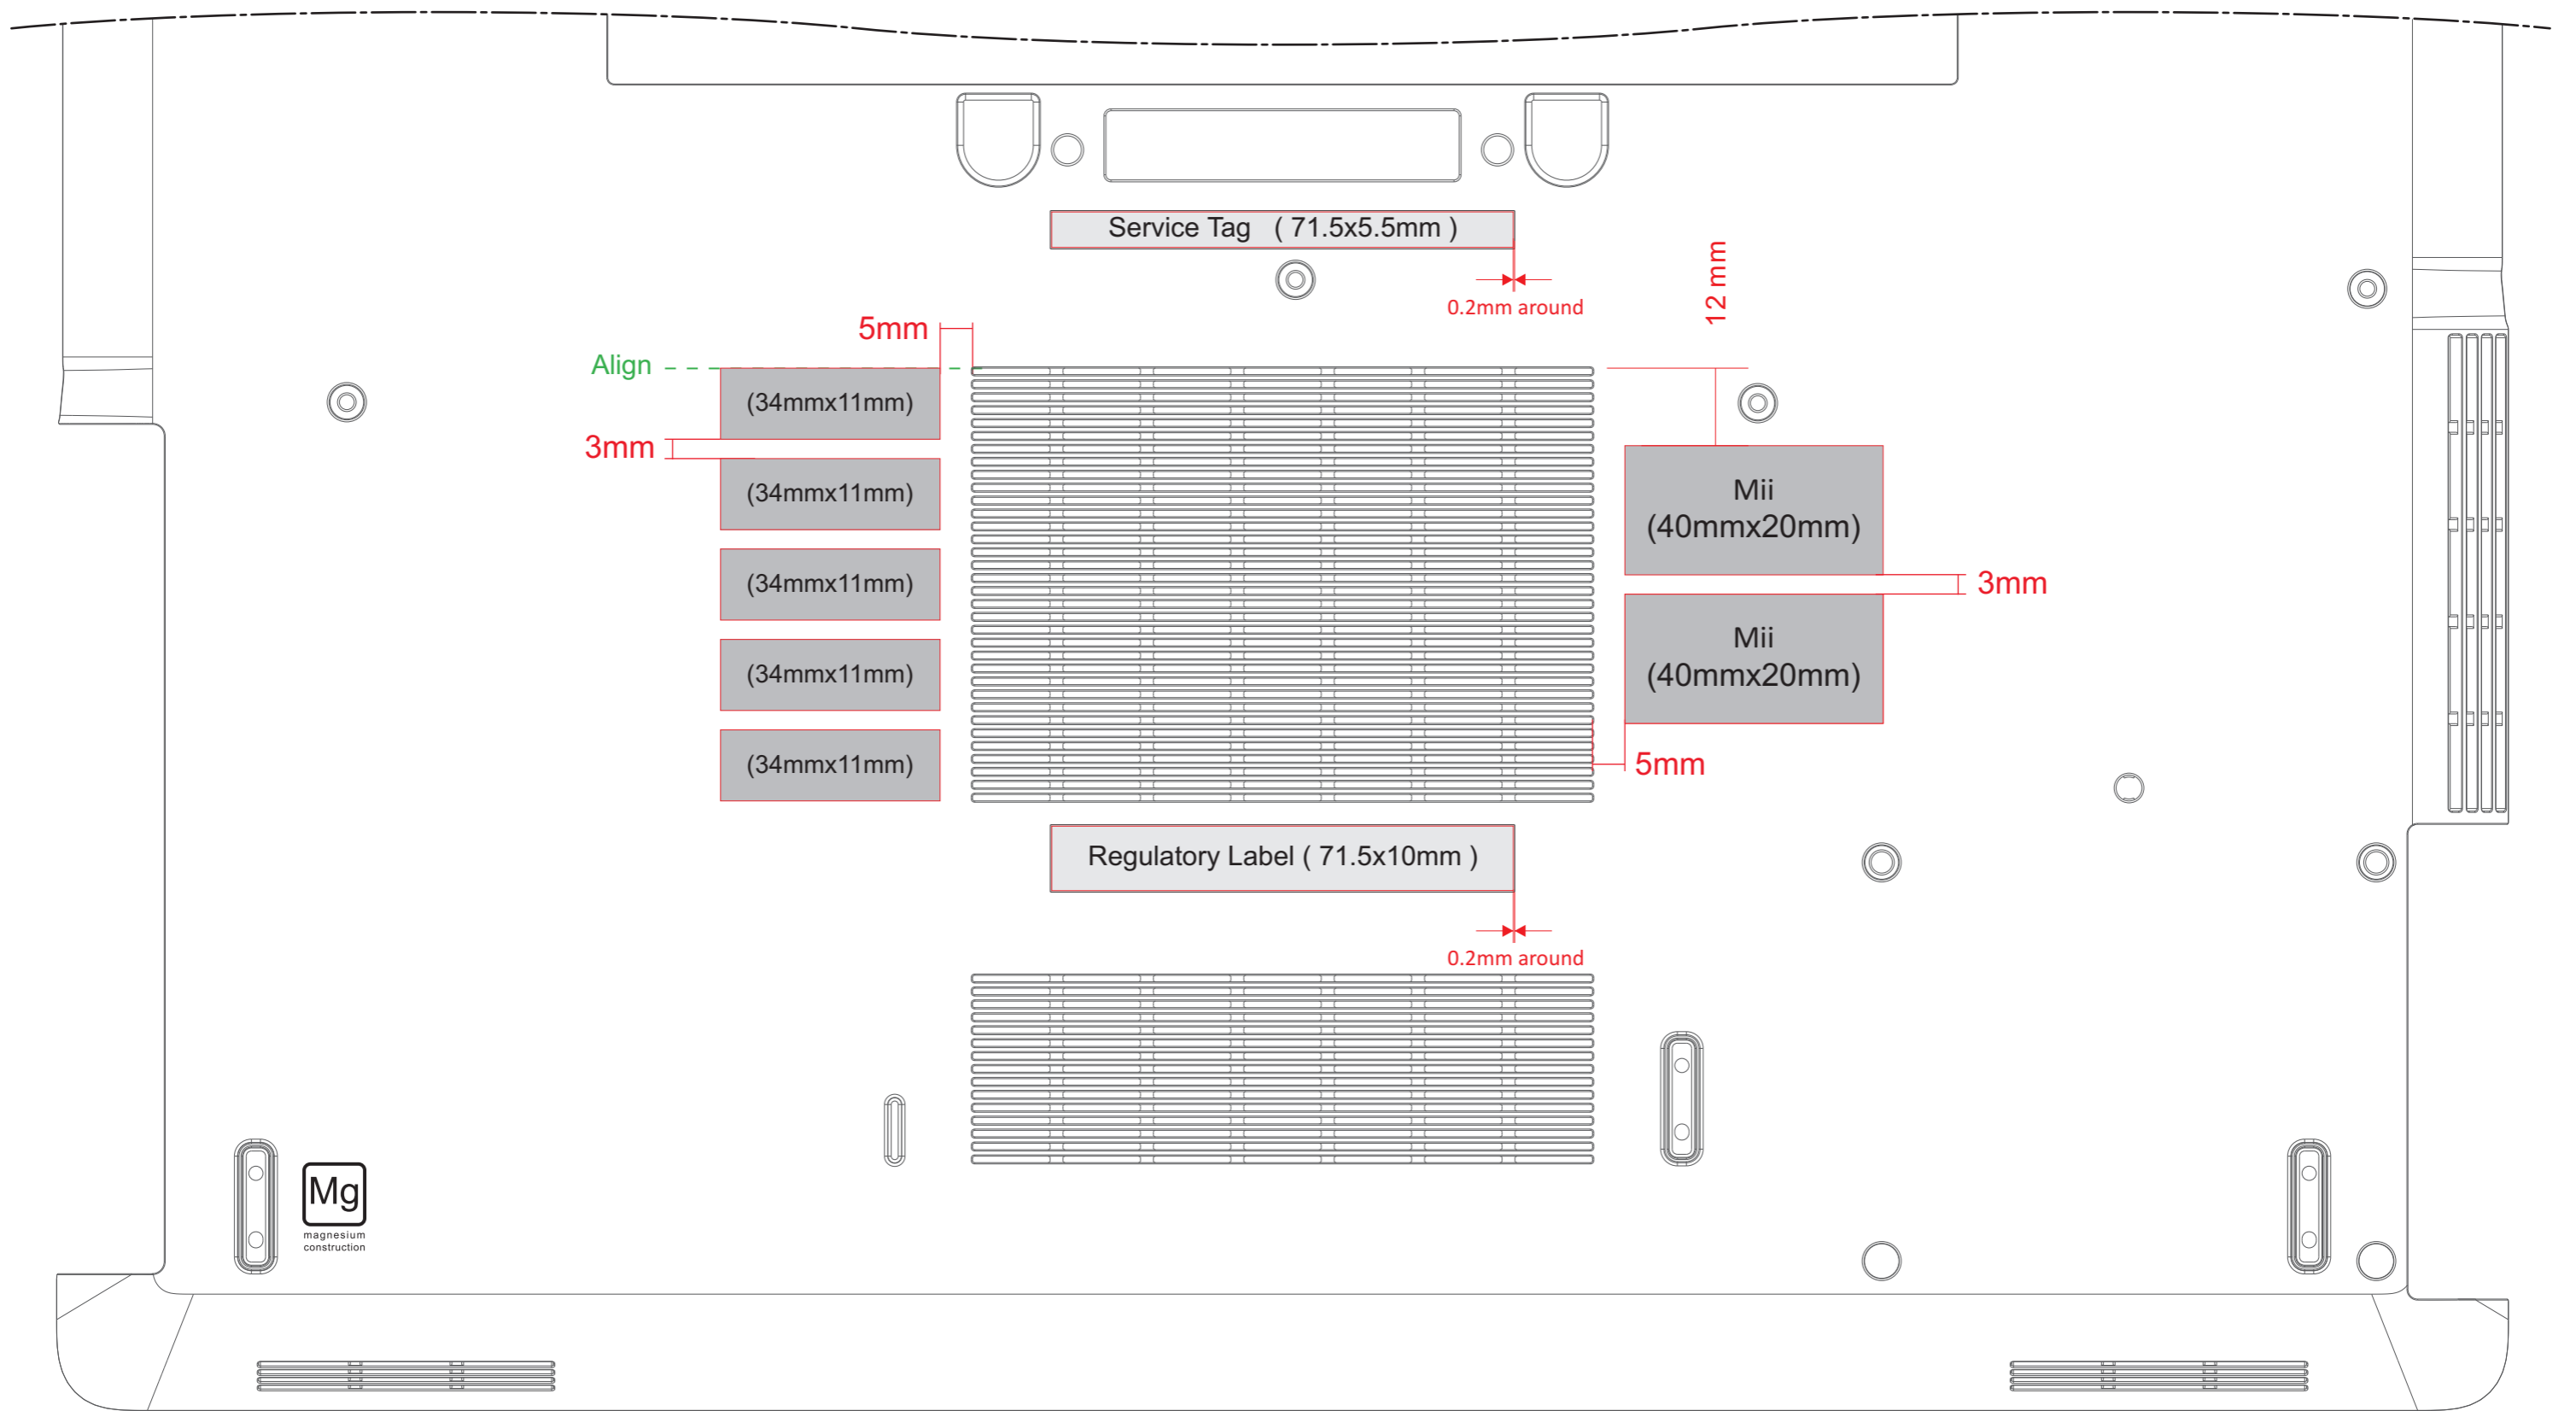 Service Tag ( 71.5x5.5mm )
12 mm
0.2mm around
5mm
Align
(34mmx11mm)
3mm
(34mmx11mm)
Mii
(40mmx20mm)
(34mmx11mm)
3mm
Mii
(40mmx20mm)
(34mmx11mm)
(34mmx11mm)
5mm
Regulatory Label ( 71.5x10mm )
0.2mm around
Mg
magnesium
construction